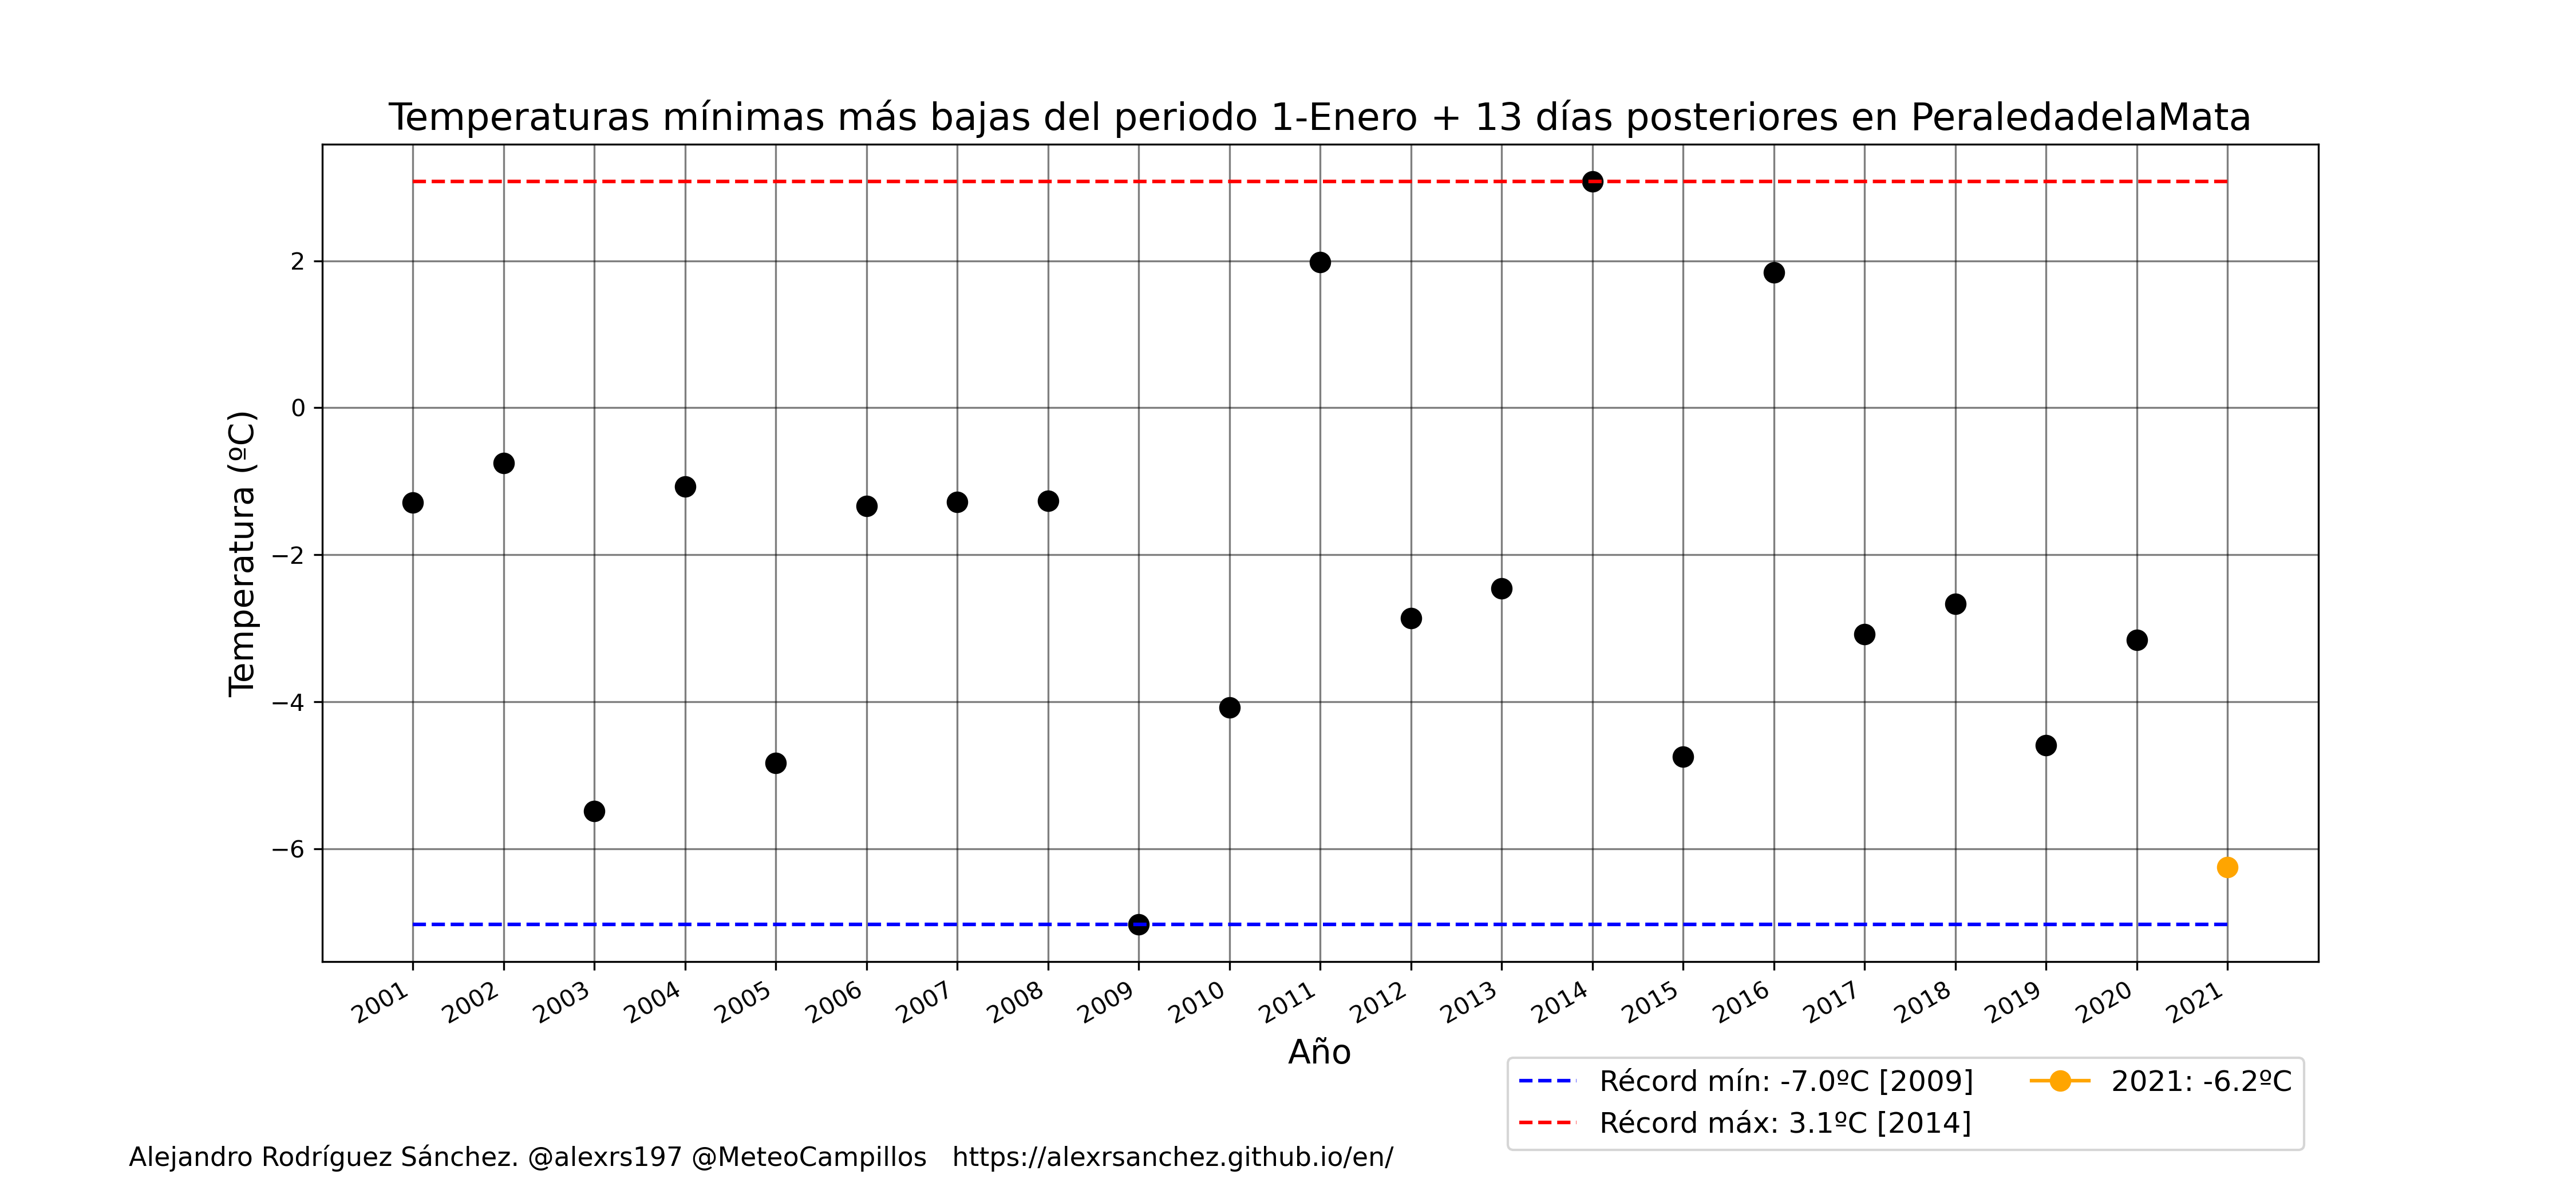 Temperaturas mínimas más bajas del periodo 1-Enero + 13 días posteriores en PeraledadelaMata
Temperatura (ºC)
2
0
−2
−4
−6
2001 2002 2003 2004 2005 2006 2007 2008 2009 2010 2011 2012 2013 2014 2015 2016 2017 2018 2019 2020 2021
Año
Récord mín: -7.0ºC [2009]
Récord máx: 3.1ºC [2014]
2021: -6.2ºC
Alejandro Rodríguez Sánchez. @alexrs197 @MeteoCampillos https://alexrsanchez.github.io/en/